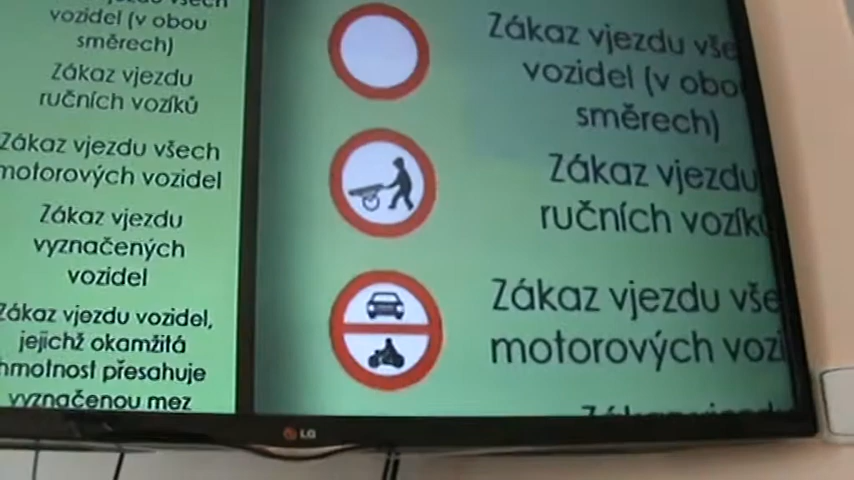 vozidel (v obou
směrech)
Zákaz vjezdu
ručních vozíků
Zákaz vjezdu všech
motorových vozidel
Zákaz vjezdu
vyznačených
vozidel
Zákaz vjezdu vozidel,
jejichž okamžitá
hmotnost přesahuje
vyznačenou mez
Zákaz vjezdu vše
vozidel (v obou
směrech)
Zákaz vjezdu
ručních vozíků
Zákaz vjezdu vše
motorových vozi
LG